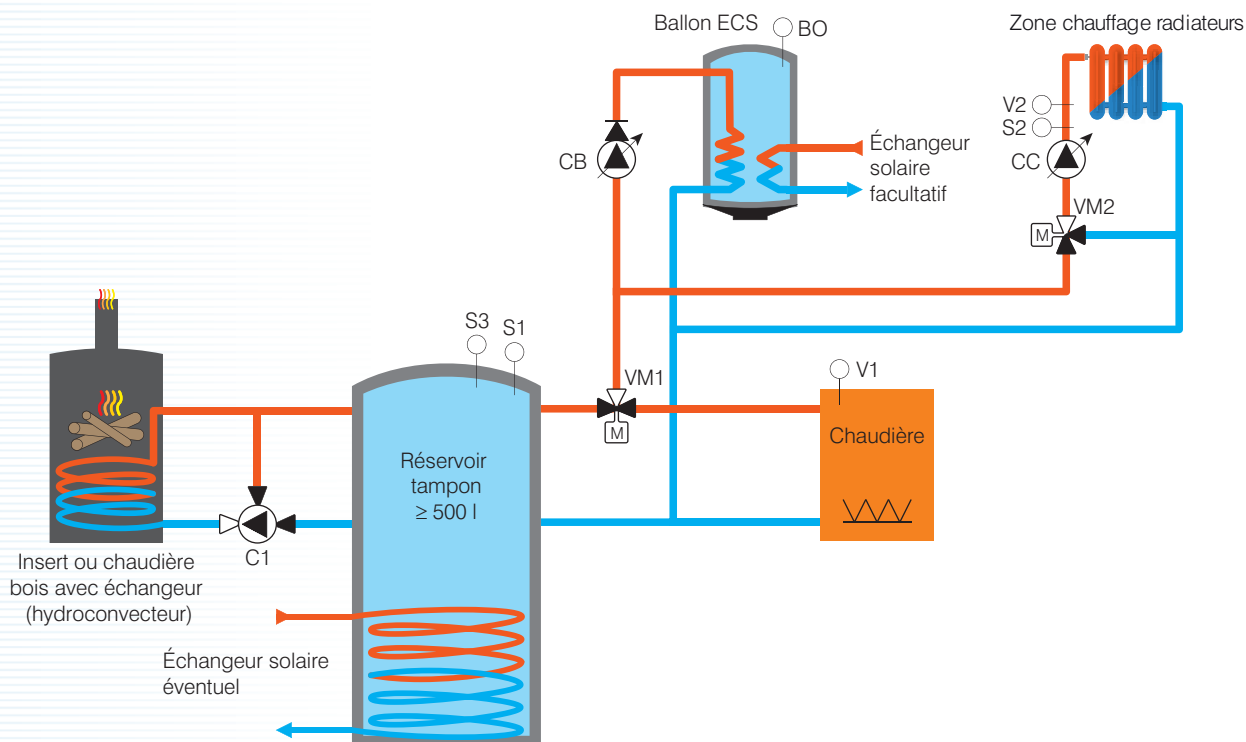 Ballon ECS
BO
Zone chauffage radiateurs
V2
S2
CB
Échangeur
solaire
facultatif
CC
VM2
M
S3
S1
VM1
V1
M
Chaudière
Réservoir
tampon
≥ 500 l
C1
Insert ou chaudière
bois avec échangeur
(hydroconvecteur)
Échangeur solaire
éventuel